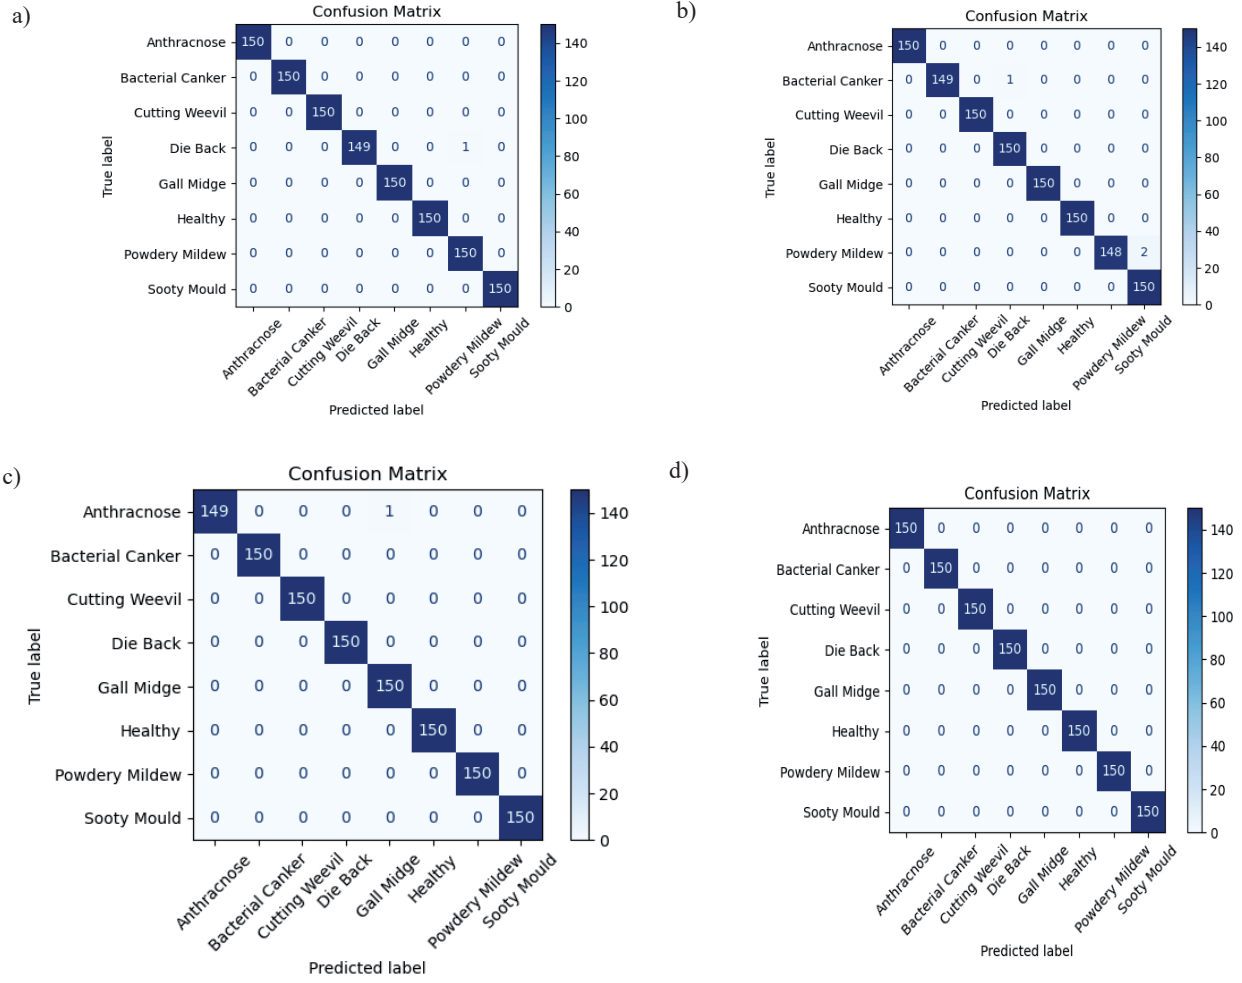 a)
Confusion Matrix
Anthracnose 150 0 0 0 0 0 0 0
Bacterial Canker 0 150 0 0 0 0 0 0
Cutting Weevil 0 0 150 0 0 0 0 0
Die Back 0 0 0 149 0 0 1 0
Gall Midge 0 0 0 0 150 0 0 0
Healthy 0 0 0 0 0 150 0 0
Powdery Mildew 0 0 0 0 0 0 150 0
Sooty Mould 0 0 0 0 0 0 0 150
True label
Anthracnose
Bacterial Canker
Cutting Weevil
Die Back
Gall Midge
Healthy
Powdery Mildew
Sooty Mould
Predicted label
140
120
100
80
60
40
20
0
b)
Confusion Matrix
Anthracnose 150 0 0 0 0 0 0 0
Bacterial Canker 0 149 0 1 0 0 0 0
Cutting Weevil 0 0 150 0 0 0 0 0
Die Back 0 0 0 150 0 0 0 0
Gall Midge 0 0 0 0 150 0 0 0
Healthy 0 0 0 0 0 150 0 0
Powdery Mildew 0 0 0 0 0 0 148 2
Sooty Mould 0 0 0 0 0 0 0 150
True label
Anthracnose
Bacterial Canker
Cutting Weevil
Die Back
Gall Midge
Healthy
Powdery Mildew
Sooty Mould
Predicted label
140
120
100
80
60
40
20
0
c)
Confusion Matrix
Anthracnose 149 0 0 0 1 0 0 0
Bacterial Canker 0 150 0 0 0 0 0 0
Cutting Weevil 0 0 150 0 0 0 0 0
Die Back 0 0 0 150 0 0 0 0
Gall Midge 0 0 0 0 150 0 0 0
Healthy 0 0 0 0 0 150 0 0
Powdery Mildew 0 0 0 0 0 0 150 0
Sooty Mould 0 0 0 0 0 0 0 150
True label
Anthracnose
Bacterial Canker
Cutting Weevil
Die Back
Gall Midge
Healthy
Powdery Mildew
Sooty Mould
Predicted label
140
120
100
80
60
40
20
0
d)
Confusion Matrix
Anthracnose 150 0 0 0 0 0 0 0
Bacterial Canker 0 150 0 0 0 0 0 0
Cutting Weevil 0 0 150 0 0 0 0 0
Die Back 0 0 0 150 0 0 0 0
Gall Midge 0 0 0 0 150 0 0 0
Healthy 0 0 0 0 0 150 0 0
Powdery Mildew 0 0 0 0 0 0 150 0
Sooty Mould 0 0 0 0 0 0 0 150
True label
Anthracnose
Bacterial Canker
Cutting Weevil
Die Back
Gall Midge
Healthy
Powdery Mildew
Sooty Mould
Predicted label
140
120
100
80
60
40
20
0